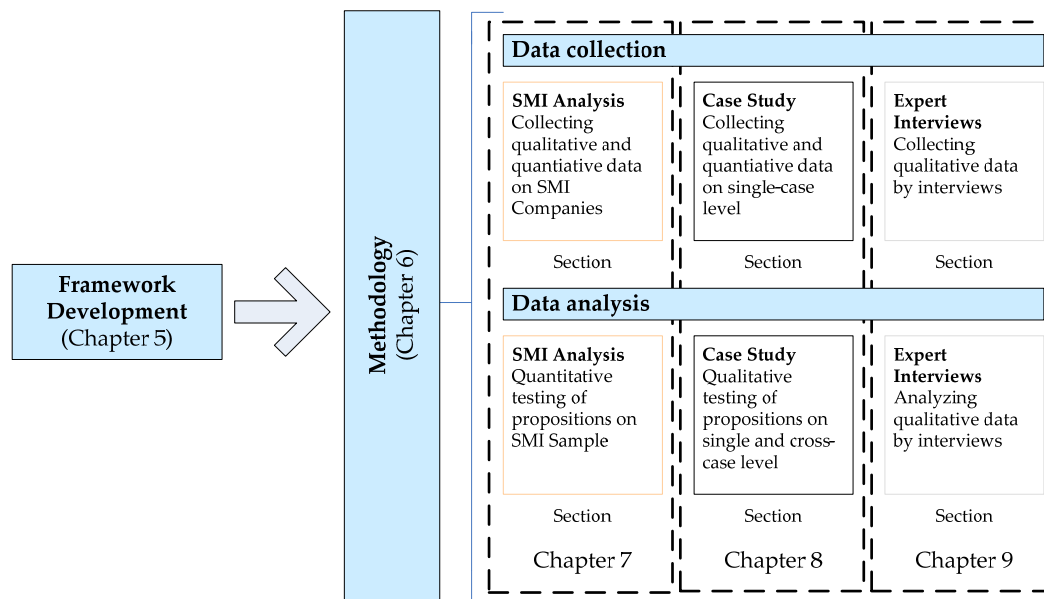 Framework
Development
(Chapter 5)
Methodology
(Chapter 6)
Data collection
SMI Analysis
Collecting
qualitative and
quantiative data
on SMI
Companies
Section
Case Study
Collecting
qualitative and
quantiative data
on single-case
level
Section
Expert
Interviews
Collecting
qualitative data
by interviews
Section
Data analysis
SMI Analysis
Quantitative
testing of
propositions on
SMI Sample
Section
Chapter 7
Case Study
Qualitative
testing of
propositions on
single and cross-
case level
Section
Chapter 8
Expert
Interviews
Analyzing
qualitative data
by interviews
Section
Chapter 9